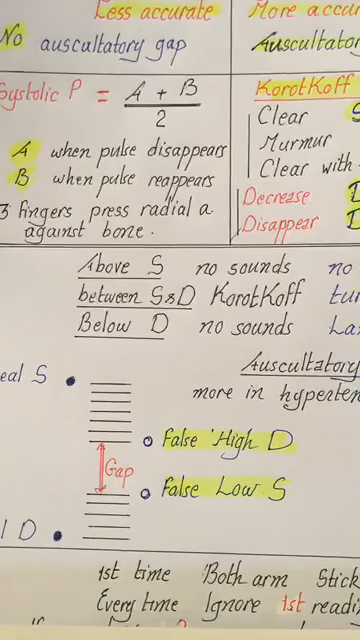 Less accurate
More accur
No auscultatory gap
Auscultator
Systolic P = A + B
2
A when pulse disappears
B when pulse reappears
3 fingers press radial a.
against bone.
KorotKoff
Clear
Murmur
Clear with
Decrease
Disappear
Above S no sounds no
between S&D KorotKoff tur
Below D no sounds La
Auscultatory
more in hyperten
eal S
False High D
Gap
False Low S
l D
1st time Both arm Stick
Every time Ignore 1st readi